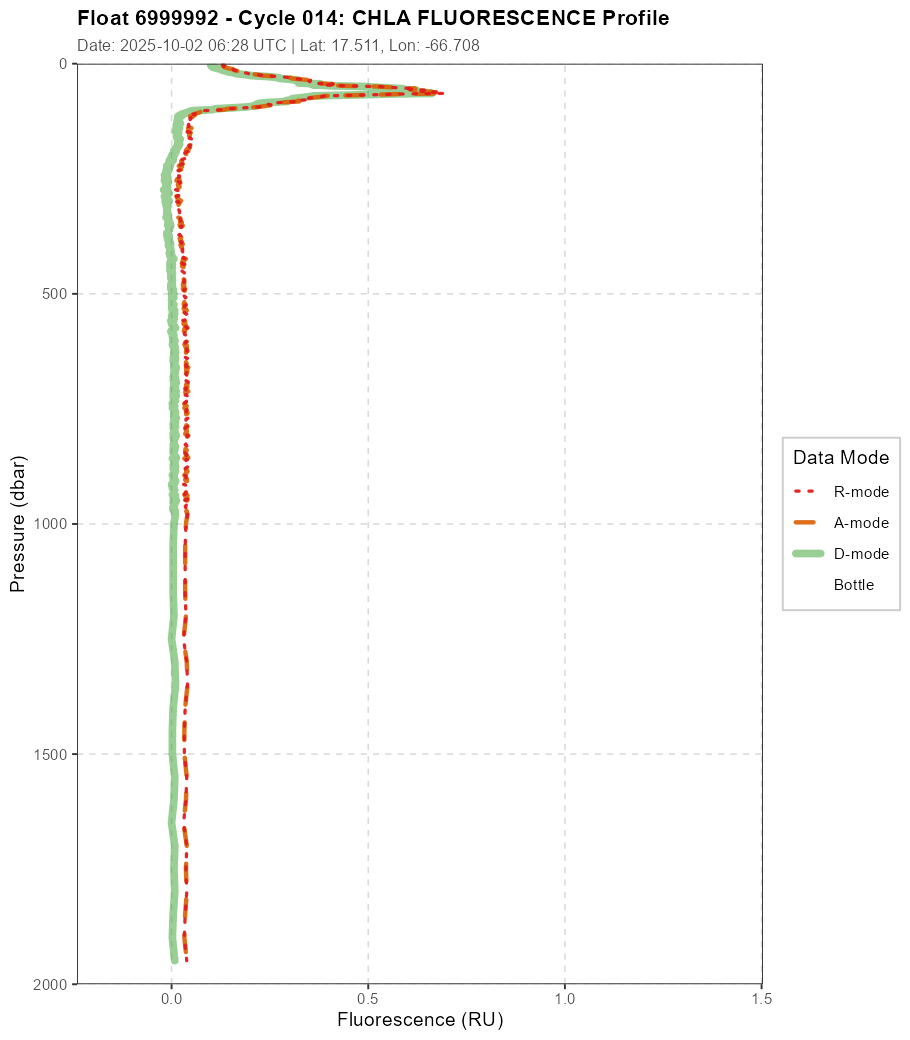 Float 6999992 - Cycle 014: CHLA FLUORESCENCE Profile
Date: 2025-10-02 06:28 UTC | Lat: 17.511, Lon: -66.708
0
500
1000
1500
2000
Pressure (dbar)
0.0
0.5
1.0
1.5
Fluorescence (RU)
Data Mode
R-mode
A-mode
D-mode
Bottle